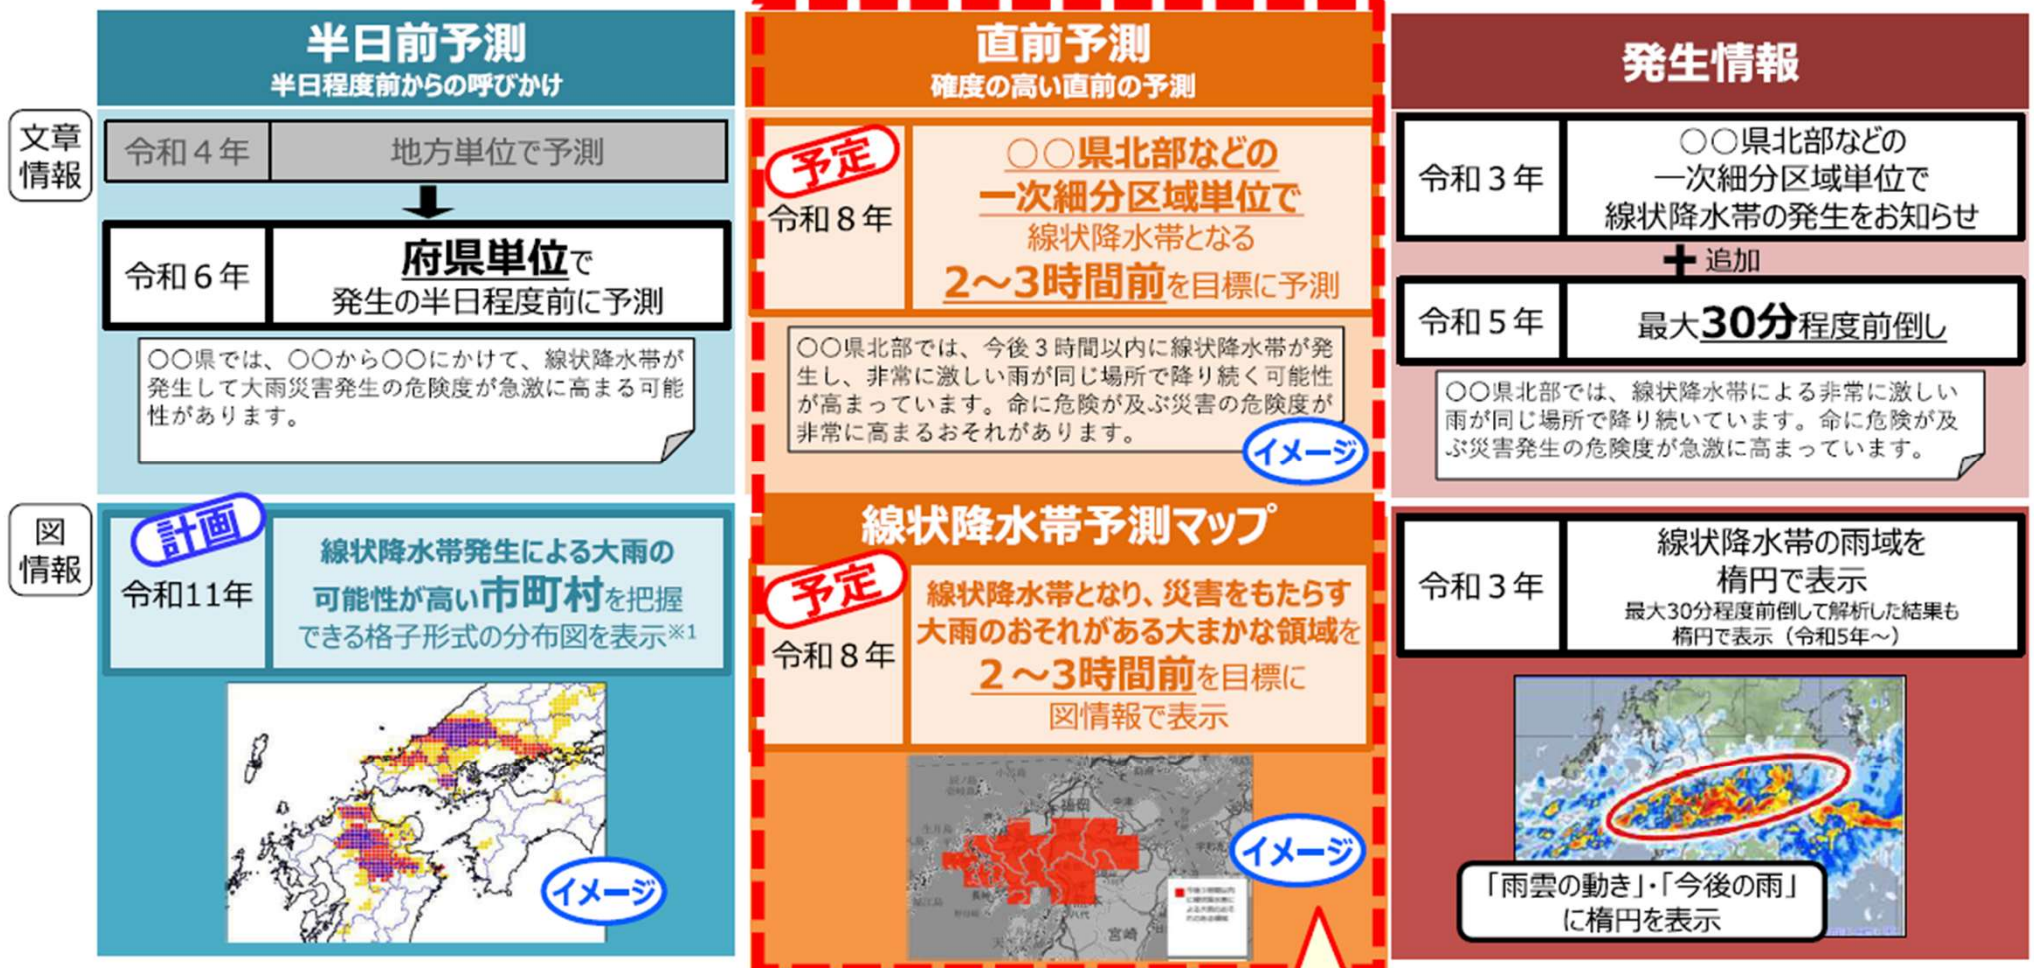 半日前予測
半日程度前からの呼びかけ
直前予測
確度の高い直前の予測
発生情報
文章
情報
令和4年
地方単位で予測
令和6年
府県単位で
発生の半日程度前に予測
〇〇県では、〇〇から〇〇にかけて、線状降水帯が
発生して大雨災害発生の危険度が急激に高まる可能
性があります。
予定
令和8年
〇〇県北部などの
一次細分区域単位で
線状降水帯となる
2～3時間前を目標に予測
〇〇県北部では、今後3時間以内に線状降水帯が発
生し、非常に激しい雨が同じ場所で降り続く可能性
が高まっています。命に危険が及ぶ災害の危険度が
非常に高まるおそれがあります。
イメージ
令和3年
〇〇県北部などの
一次細分区域単位で
線状降水帯の発生をお知らせ
＋追加
令和5年
最大30分程度前倒し
〇〇県北部では、線状降水帯による非常に激しい
雨が同じ場所で降り続いています。命に危険が及
ぶ災害発生の危険度が急激に高まっています。
図
情報
計画
令和11年
線状降水帯発生による大雨の
可能性が高い市町村を把握
できる格子形式の分布図を表示※1
イメージ
線状降水帯予測マップ
予定
令和8年
線状降水帯となり、災害をもたらす
大雨のおそれがある大まかな領域を
2～3時間前を目標に
図情報で表示
福岡
中津
宮崎
八代
イメージ
令和3年
線状降水帯の雨域を
楕円で表示
最大30分程度前倒しして解析した結果も
楕円で表示（令和5年～）
「雨雲の動き」・「今後の雨」
に楕円を表示